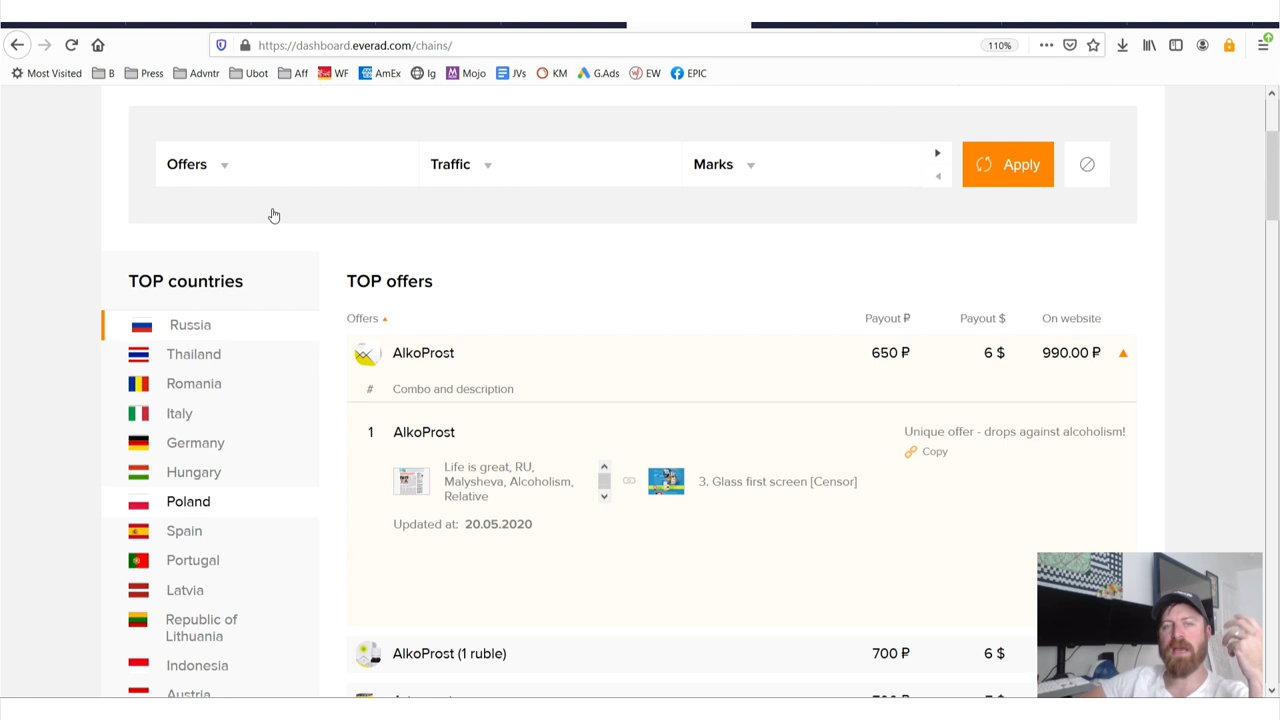 https://dashboard.everad.com/chains/
110%
Most Visited B Press Advntr Ubot Aff WF AmEx Ig Mojo JVs KM G.Ads EW EPIC
Offers Traffic Marks Apply
TOP countries
Russia
Thailand
Romania
Italy
Germany
Hungary
Poland
Spain
Portugal
Latvia
Republic of
Lithuania
Indonesia
Austria
TOP offers
Offers Payout ₽ Payout $ On website
AlkoProst 650 ₽ 6 $ 990.00 ₽
# Combo and description
1 AlkoProst
Unique offer - drops against alcoholism!
Copy
Life is great, RU,
Malysheva, Alcoholism,
Relative
3. Glass first screen [Censor]
Updated at: 20.05.2020
AlkoProst (1 ruble) 700 ₽ 6 $